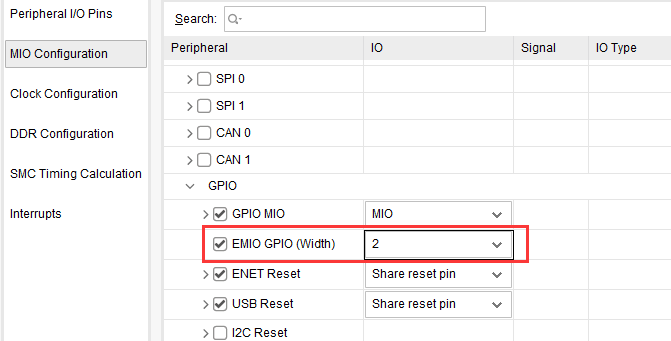 Peripheral I/O Pins
MIO Configuration
Clock Configuration
DDR Configuration
SMC Timing Calculation
Interrupts
Search:
Peripheral IO Signal IO Type
SPI 0
SPI 1
CAN 0
CAN 1
GPIO
GPIO MIO MIO
EMIO GPIO (Width) 2
ENET Reset Share reset pin
USB Reset Share reset pin
I2C Reset